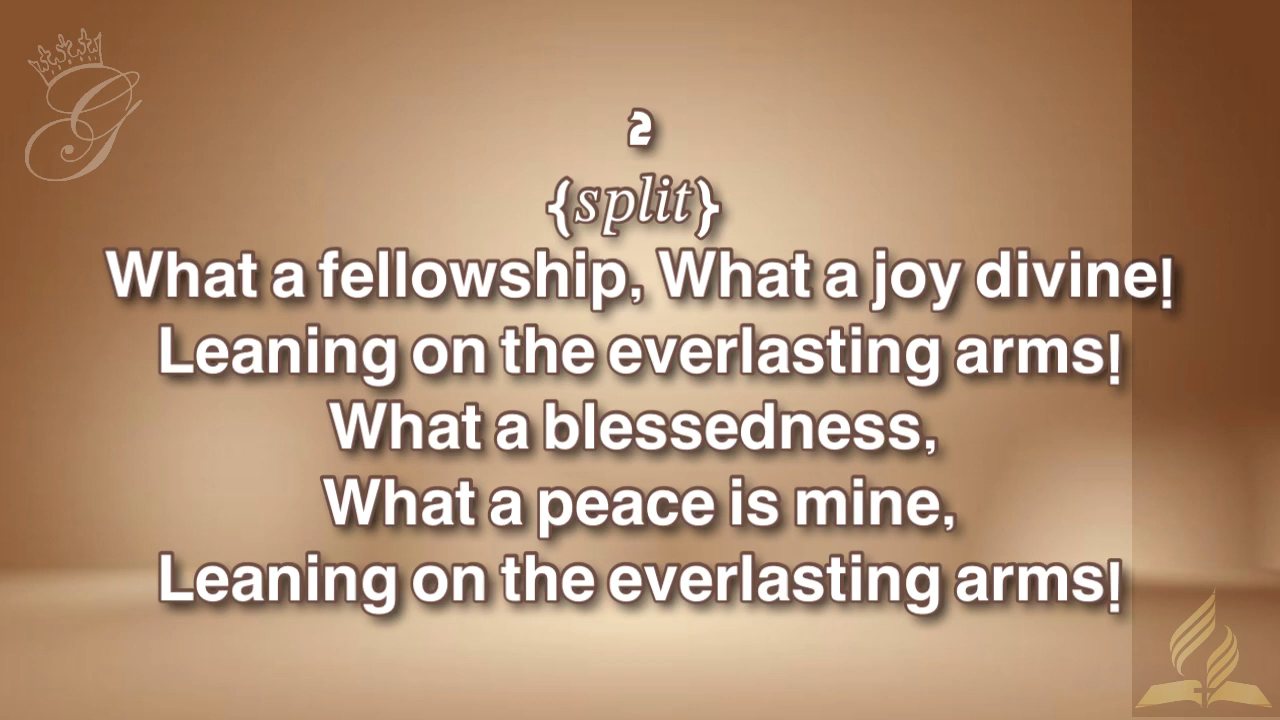 G
2
{split}
What a fellowship, What a joy divine!
Leaning on the everlasting arms!
What a blessedness,
What a peace is mine,
Leaning on the everlasting arms!